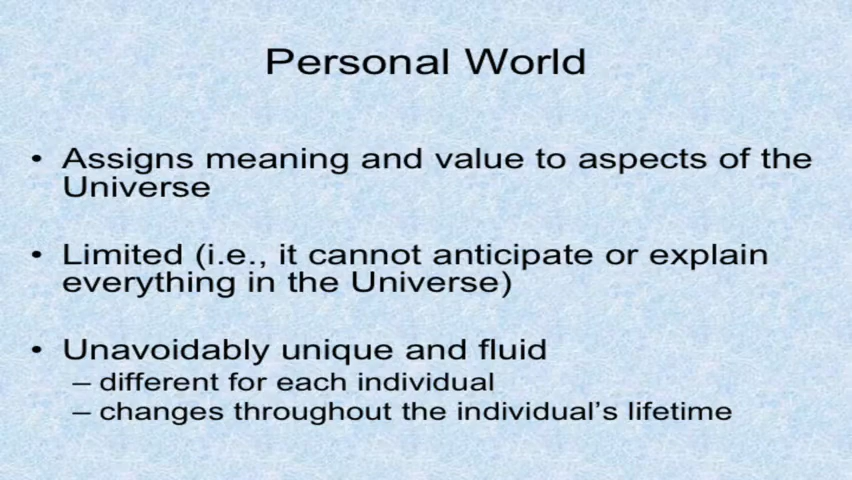 Personal World
• Assigns meaning and value to aspects of the
Universe
• Limited (i.e., it cannot anticipate or explain
everything in the Universe)
• Unavoidably unique and fluid
– different for each individual
– changes throughout the individual's lifetime